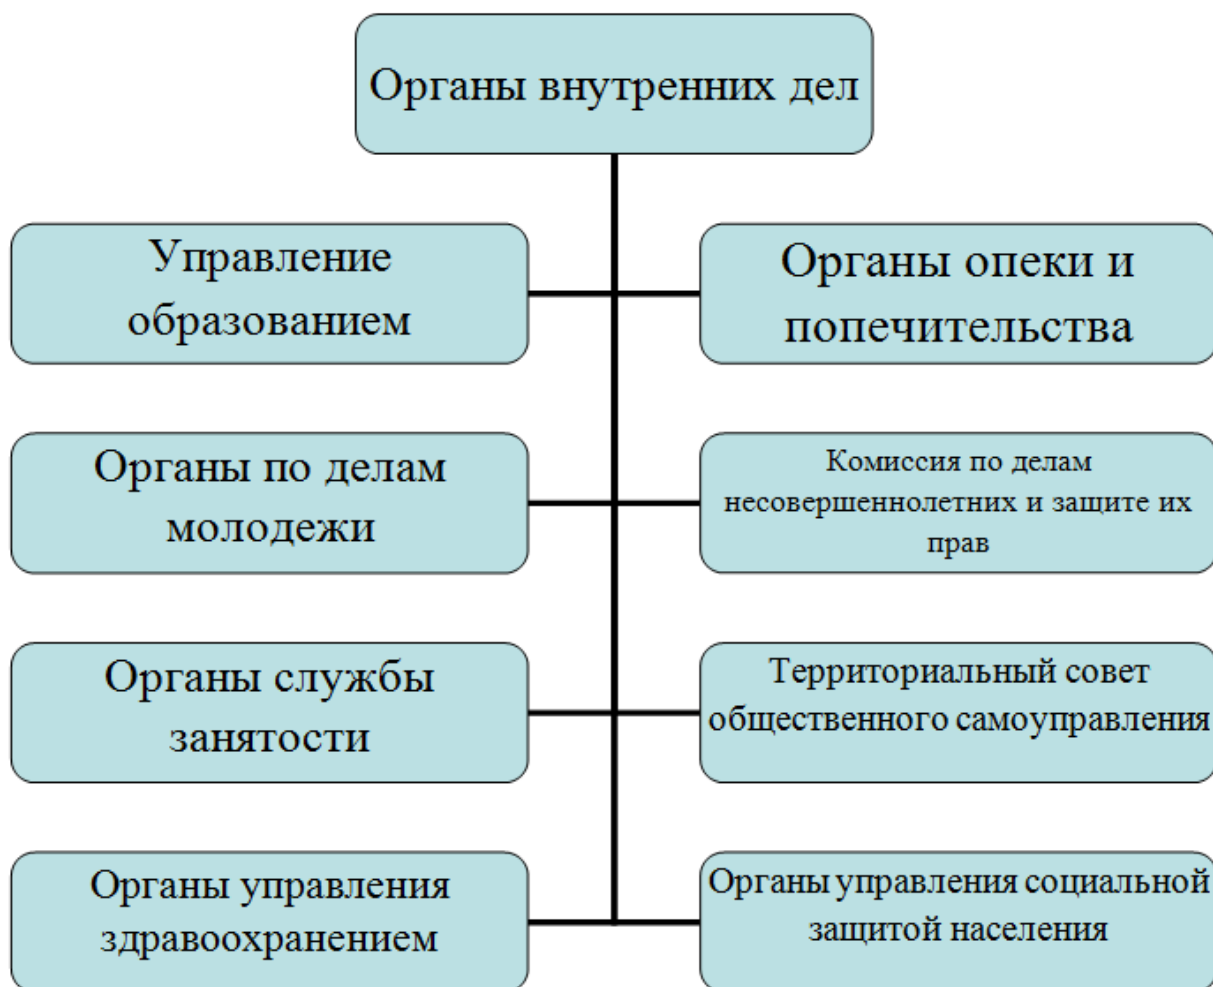 Органы внутренних дел
Управление
образованием
Органы опеки и
попечительства
Органы по делам
молодежи
Комиссия по делам
несовершеннолетних и защите их
прав
Органы службы
занятости
Территориальный совет
общественного самоуправления
Органы управления
здравоохранением
Органы управления социальной
защитой населения